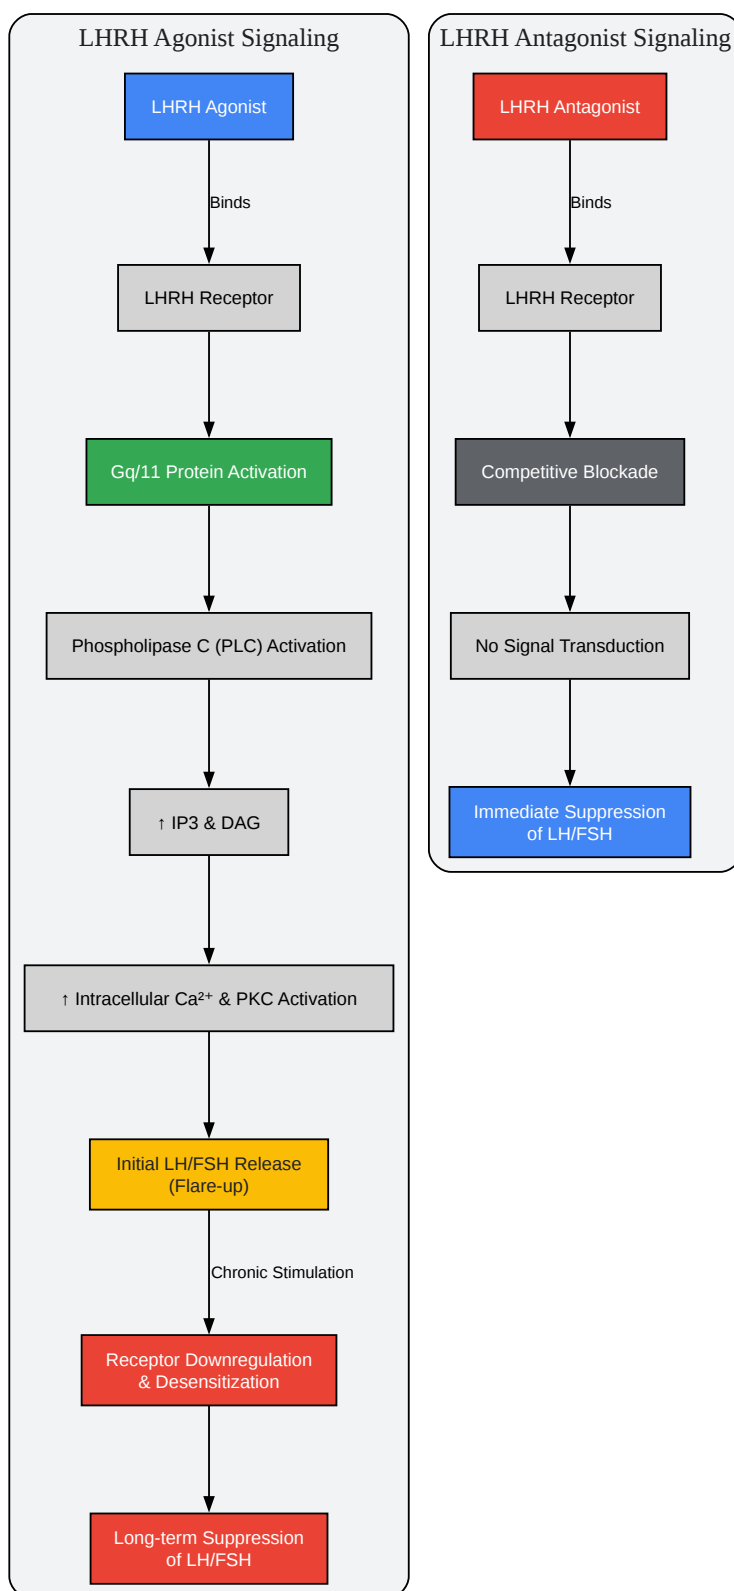 LHRH Agonist Signaling
LHRH Agonist
Binds
LHRH Receptor
Gq/11 Protein Activation
Phospholipase C (PLC) Activation
↑ IP3 & DAG
↑ Intracellular Ca²⁺ & PKC Activation
Initial LH/FSH Release
(Flare-up)
Chronic Stimulation
Receptor Downregulation
& Desensitization
Long-term Suppression
of LH/FSH
LHRH Antagonist Signaling
LHRH Antagonist
Binds
LHRH Receptor
Competitive Blockade
No Signal Transduction
Immediate Suppression
of LH/FSH